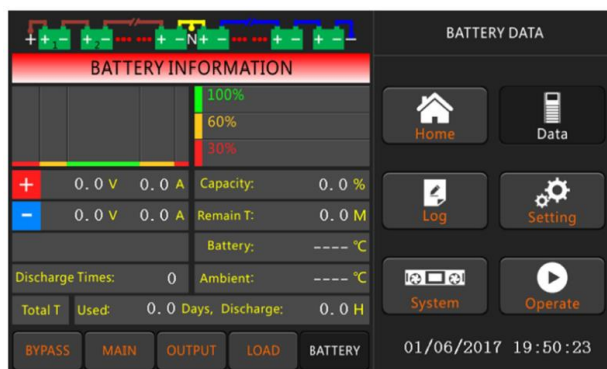 + + - + - + - N + - + - + - -
1 2
BATTERY INFORMATION
100%
60%
30%
+ 0.0 V 0.0 A Capacity: 0.0 %
- 0.0 V 0.0 A Remain T: 0.0 M
Battery: ---- ℃
Discharge Times: 0 Ambient: ---- ℃
Total T Used: 0.0 Days, Discharge: 0.0 H
BYPASS MAIN OUTPUT LOAD BATTERY
BATTERY DATA
Home Data
Log Setting
System Operate
01/06/2017 19:50:23